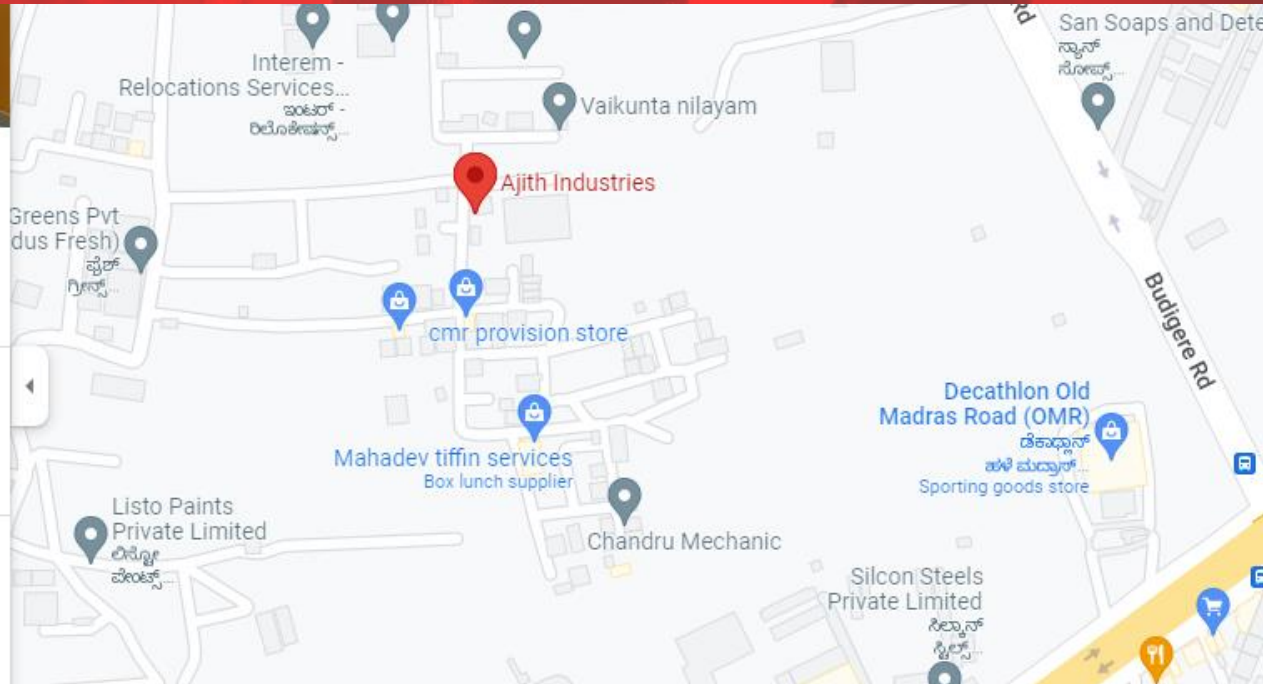 Rd
San Soaps and Dete
ಸ್ಯಾನ್
ಸೋಪ್ಸ್...
Interem -
Relocations Services...
ಇಂಟರ್ -
ರಿಲೊಕೇಷನ್ಸ್...
Vaikunta nilayam
Ajith Industries
Greens Pvt
dus Fresh)
ಫ್ರೆಶ್
ಗ್ರೀನ್ಸ್...
cmr provision store
Budigere Rd
Decathlon Old
Madras Road (OMR)
ಡೆಕಾಥ್ಲಾನ್
ಹಳೆ ಮದ್ರಾಸ್...
Sporting goods store
Mahadev tiffin services
Box lunch supplier
Listo Paints
Private Limited
ಲಿಸ್ಟೋ
ಪೇಂಟ್ಸ್...
Chandru Mechanic
Silcon Steels
Private Limited
ಸಿಲ್ಕಾನ್
ಸ್ಟೀಲ್ಸ್...